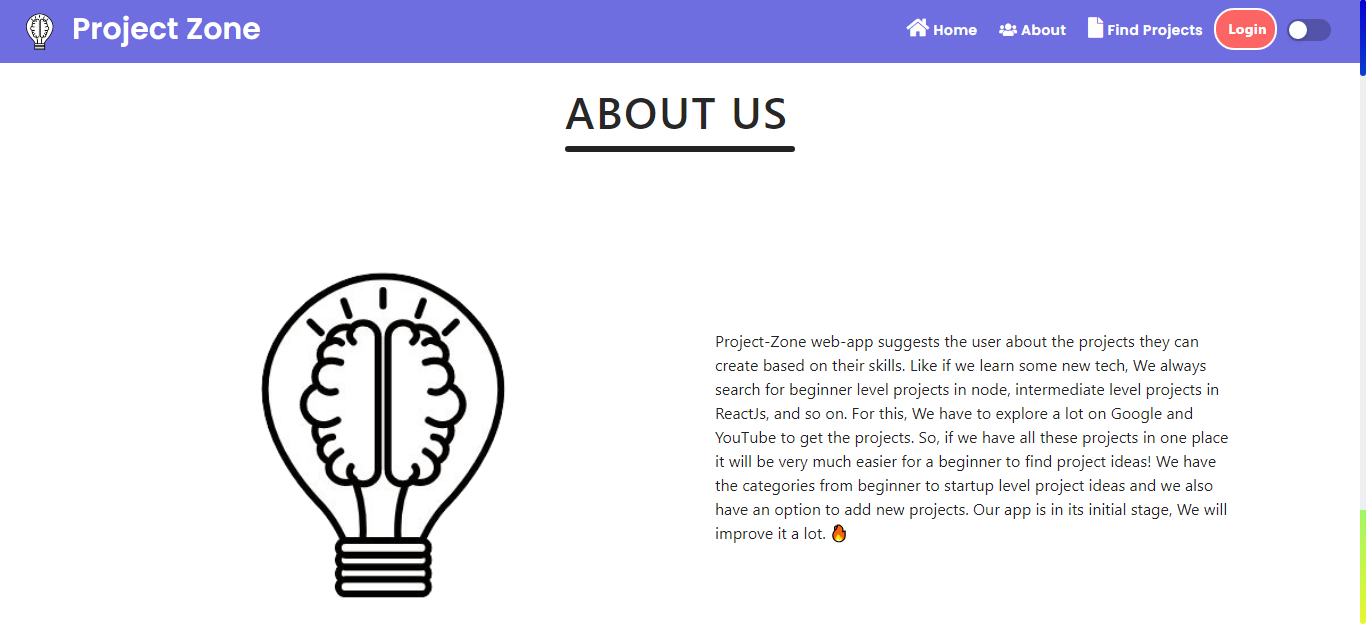 Project Zone
Home About Find Projects Login
ABOUT US
Project-Zone web-app suggests the user about the projects they can
create based on their skills. Like if we learn some new tech, We always
search for beginner level projects in node, intermediate level projects in
ReactJs, and so on. For this, We have to explore a lot on Google and
YouTube to get the projects. So, if we have all these projects in one place
it will be very much easier for a beginner to find project ideas! We have
the categories from beginner to startup level project ideas and we also
have an option to add new projects. Our app is in its initial stage, We will
improve it a lot. 🔥